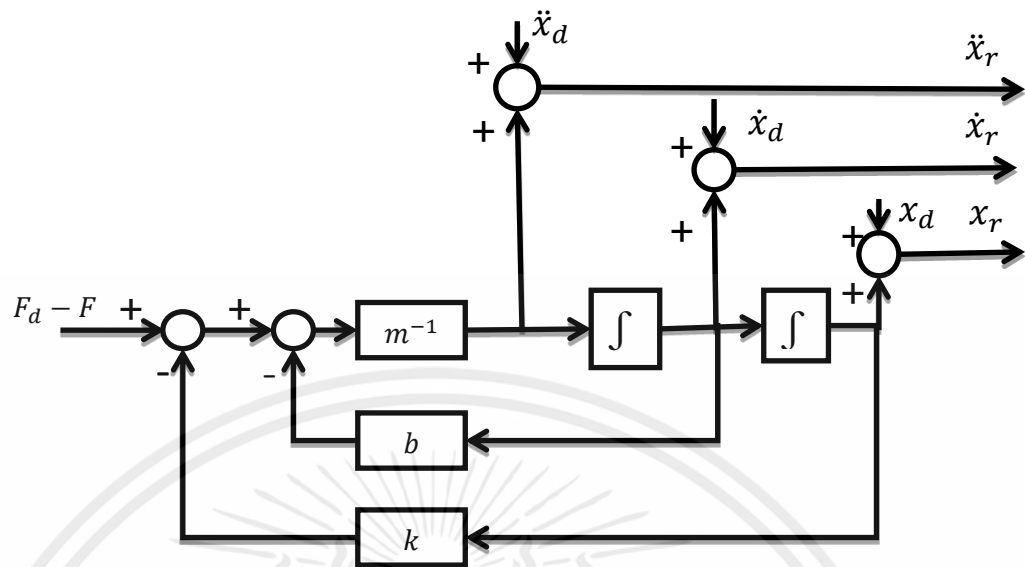 ẍ_d
ẍ_r
+
+
ẋ_d
ẋ_r
+
+
x_d
x_r
+
+
F_d − F
+
+
m⁻¹
∫
∫
-
-
b
k